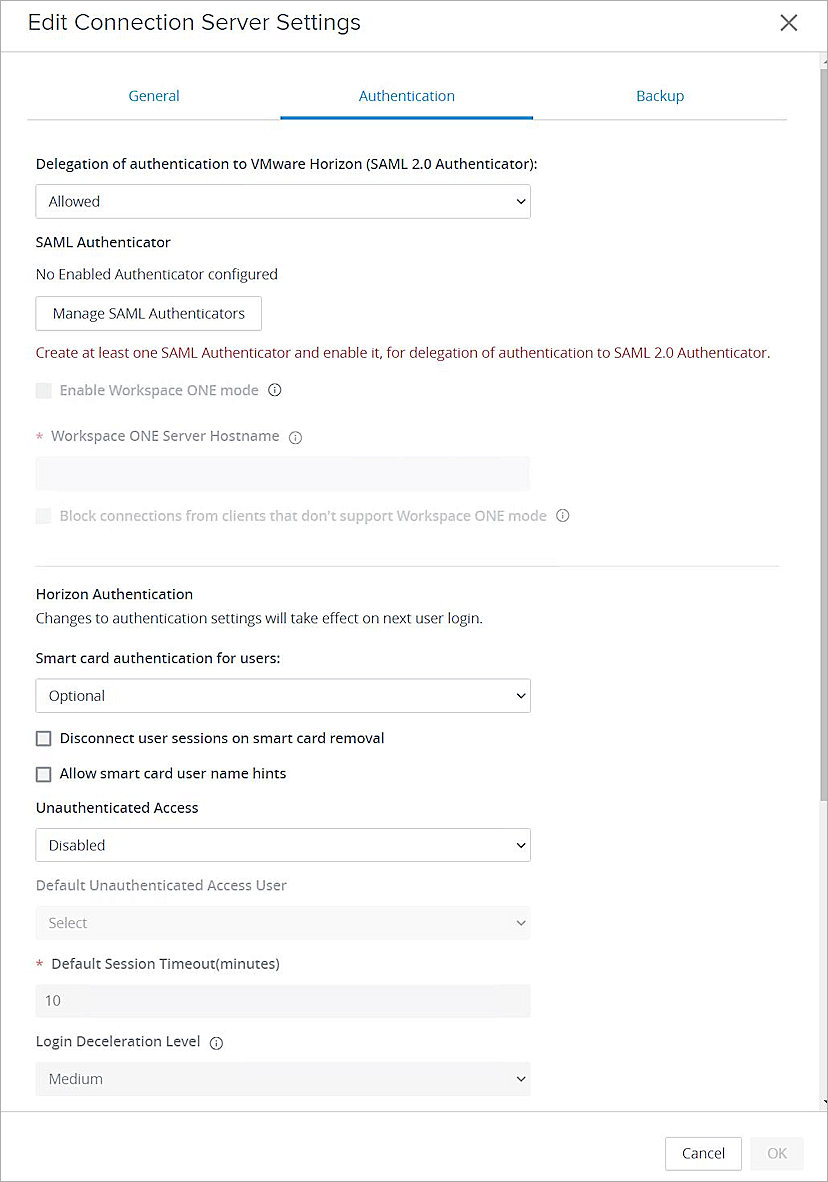 Edit Connection Server Settings
General
Authentication
Backup
Delegation of authentication to VMware Horizon (SAML 2.0 Authenticator):
Allowed
SAML Authenticator
No Enabled Authenticator configured
Manage SAML Authenticators
Create at least one SAML Authenticator and enable it, for delegation of authentication to SAML 2.0 Authenticator.
Enable Workspace ONE mode
* Workspace ONE Server Hostname
Block connections from clients that don't support Workspace ONE mode
Horizon Authentication
Changes to authentication settings will take effect on next user login.
Smart card authentication for users:
Optional
Disconnect user sessions on smart card removal
Allow smart card user name hints
Unauthenticated Access
Disabled
Default Unauthenticated Access User
Select
* Default Session Timeout(minutes)
10
Login Deceleration Level
Medium
Cancel
OK